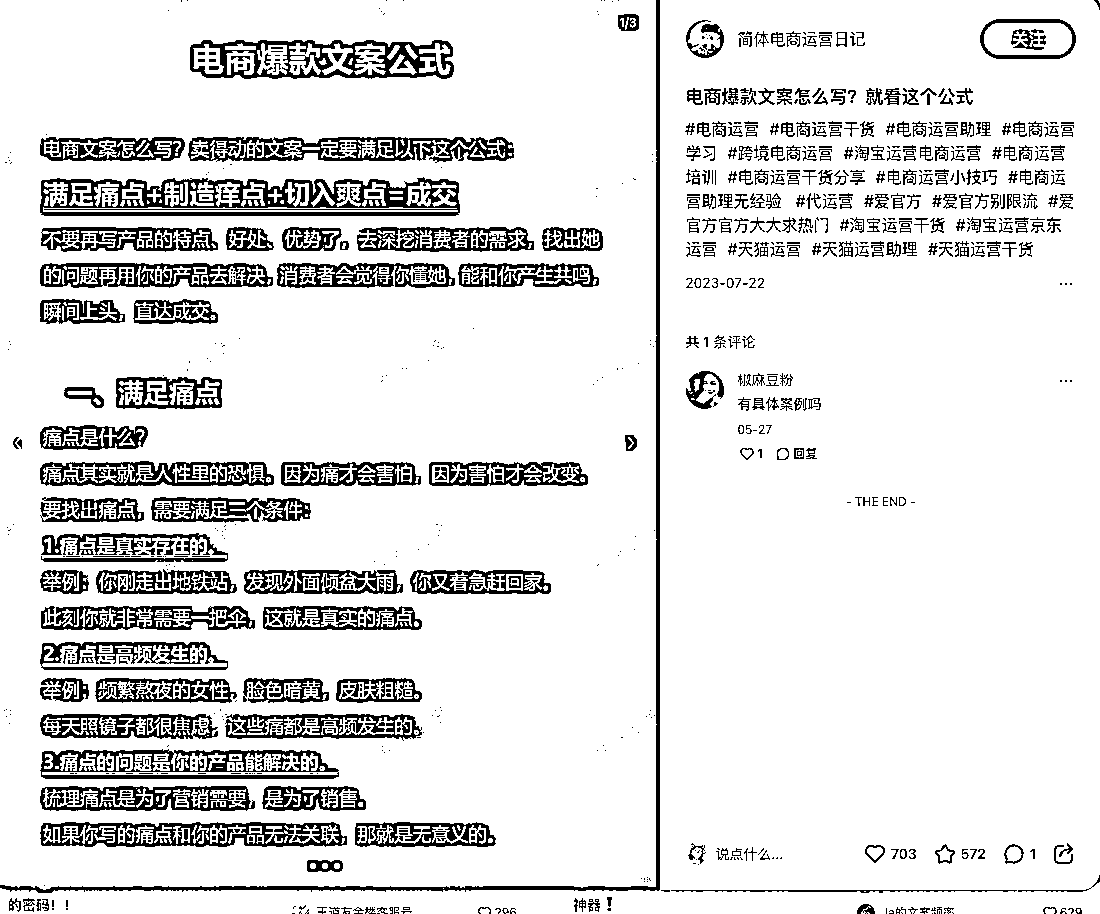 1/3
电商爆款文案公式
电商文案怎么写？卖得动的文案一定要满足以下这个公式：
满足痛点+制造痒点+切入爽点=成交
不要再写产品的特点、好处、优势了，去深挖消费者的需求，找出她
的问题再用你的产品去解决，消费者会觉得你懂她，能和你产生共鸣，
瞬间上头，直达成交。
一、满足痛点
痛点是什么？
痛点其实就是人性里的恐惧。因为痛才会害怕，因为害怕才会改变。
要找出痛点，需要满足三个条件：
1.痛点是真实存在的。
举例：你刚走出地铁站，发现外面倾盆大雨，你又着急赶回家。
此刻你就非常需要一把伞，这就是真实的痛点。
2.痛点是高频发生的。
举例：频繁熬夜的女性，脸色暗黄，皮肤粗糙。
每天照镜子都很焦虑，这些痛都是高频发生的。
3.痛点的问题是你的产品能解决的。
梳理痛点是为了营销需要，是为了销售。
如果你写的痛点和你的产品无法关联，那就是无意义的。
简体电商运营日记
关注
电商爆款文案怎么写？就看这个公式
#电商运营 #电商运营干货 #电商运营助理 #电商运营
学习 #跨境电商运营 #淘宝运营电商运营 #电商运营
培训 #电商运营干货分享 #电商运营小技巧 #电商运
营助理无经验 #代运营 #爱官方 #爱官方别限流 #爱
官方官方大大求热门 #淘宝运营干货 #淘宝运营京东
运营 #天猫运营 #天猫运营助理 #天猫运营干货
2023-07-22
共 1 条评论
椒麻豆粉
有具体案例吗
05-27
1 回复
- THE END -
说点什么...
703 572 1
的密码！！
296
神器！
629